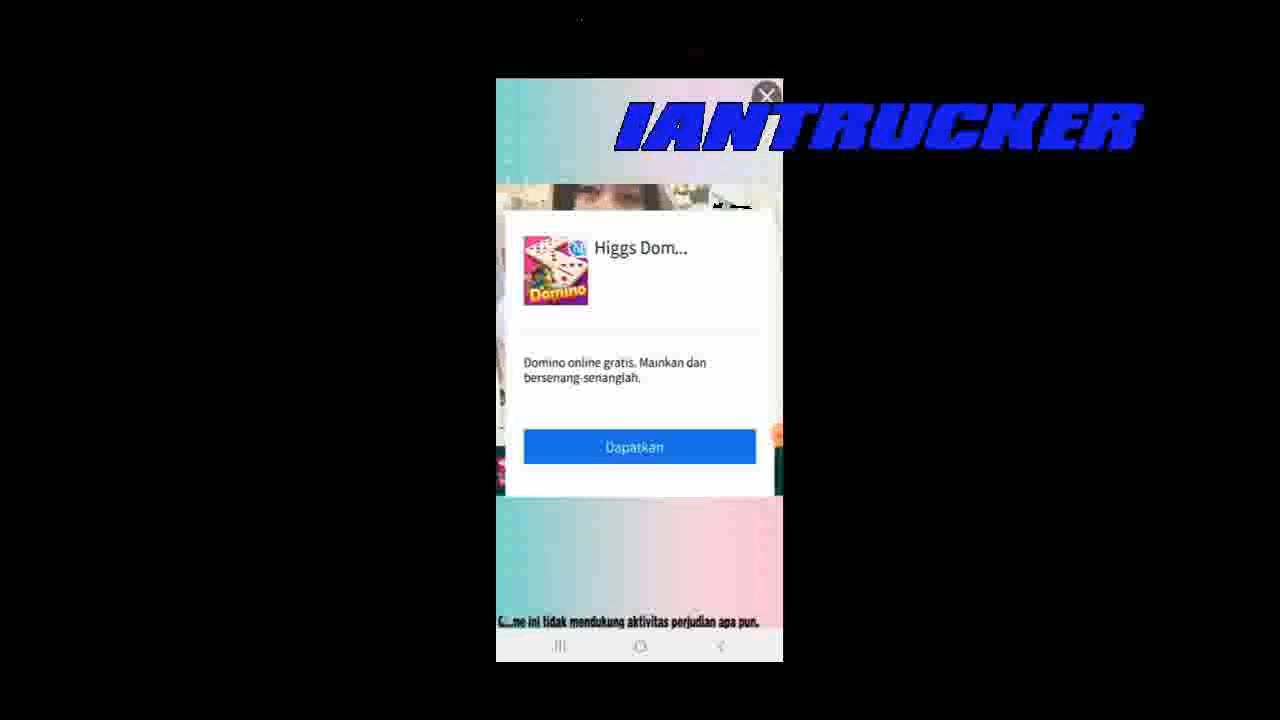 IANTRUCKER
Higgs Dom...
Domino
Domino online gratis. Mainkan dan
bersenang-senanglah.
Dapatkan
ini tidak mendukung aktivitas perjudian apa pun.